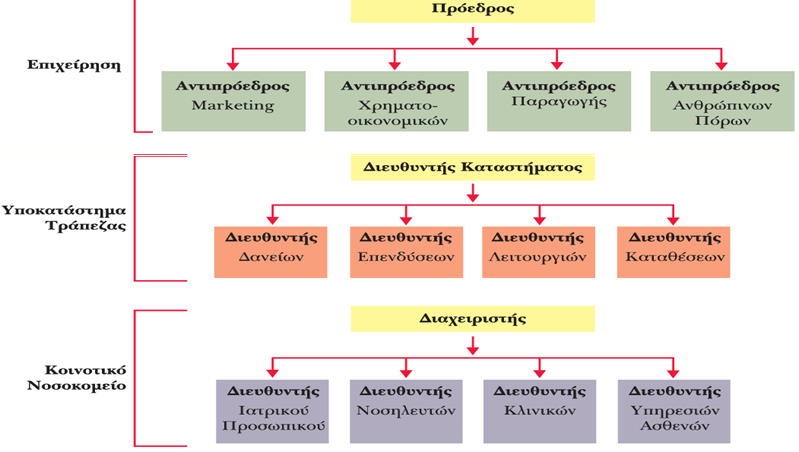 Πρόεδρος
Επιχείρηση
Αντιπρόεδρος
Marketing
Αντιπρόεδρος
Χρηματο-
οικονομικών
Αντιπρόεδρος
Παραγωγής
Αντιπρόεδρος
Ανθρώπινων
Πόρων
Διευθυντής Καταστήματος
Υποκατάστημα
Τράπεζας
Διευθυντής
Δανείων
Διευθυντής
Επενδύσεων
Διευθυντής
Λειτουργιών
Διευθυντής
Καταθέσεων
Διαχειριστής
Κοινοτικό
Νοσοκομείο
Διευθυντής
Ιατρικού
Προσωπικού
Διευθυντής
Νοσηλευτών
Διευθυντής
Κλινικών
Διευθυντής
Υπηρεσιών
Ασθενών